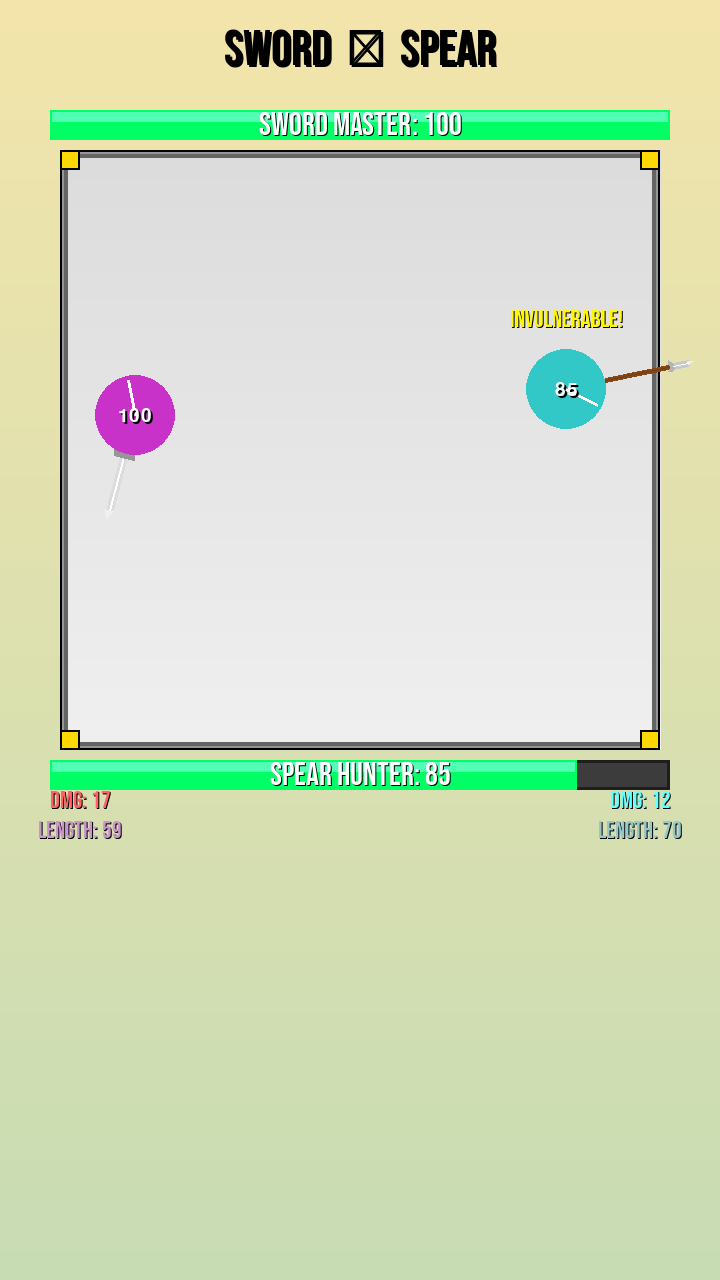 SWORD ⚔ SPEAR
SWORD MASTER: 100
INVULNERABLE!
85
100
SPEAR HUNTER: 85
DMG: 17
DMG: 12
LENGTH: 59
LENGTH: 70